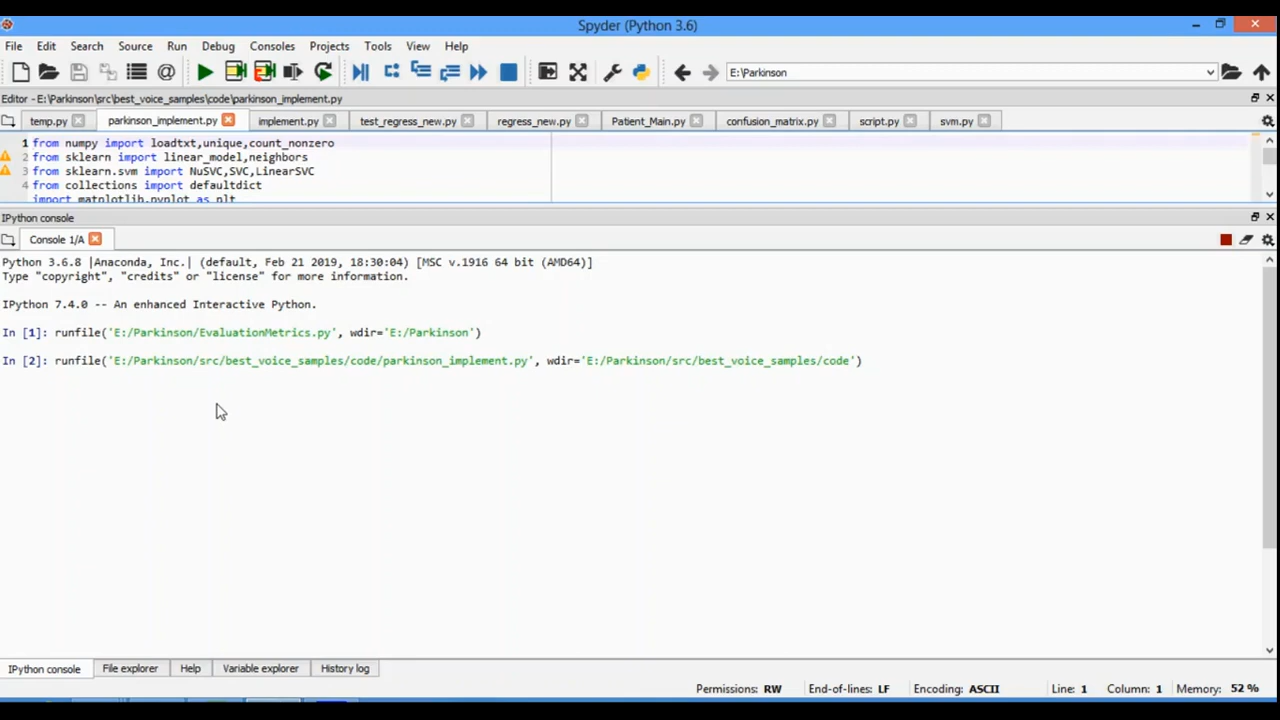 Spyder (Python 3.6)
File Edit Search Source Run Debug Consoles Projects Tools View Help
E:\Parkinson
Editor - E:\Parkinson\src\best_voice_samples\code\parkinson_implement.py
temp.py parkinson_implement.py implement.py test_regress_new.py regress_new.py Patient_Main.py confusion_matrix.py script.py svm.py
1 from numpy import loadtxt,unique,count_nonzero
2 from sklearn import linear_model,neighbors
3 from sklearn.svm import NuSVC,SVC,LinearSVC
4 from collections import defaultdict
import matplotlib.pyplot as plt
IPython console
Console 1/A
Python 3.6.8 |Anaconda, Inc.| (default, Feb 21 2019, 18:30:04) [MSC v.1916 64 bit (AMD64)]
Type "copyright", "credits" or "license" for more information.
IPython 7.4.0 -- An enhanced Interactive Python.
In [1]: runfile('E:/Parkinson/EvaluationMetrics.py', wdir='E:/Parkinson')
In [2]: runfile('E:/Parkinson/src/best_voice_samples/code/parkinson_implement.py', wdir='E:/Parkinson/src/best_voice_samples/code')
IPython console File explorer Help Variable explorer History log
Permissions: RW End-of-lines: LF Encoding: ASCII Line: 1 Column: 1 Memory: 52 %